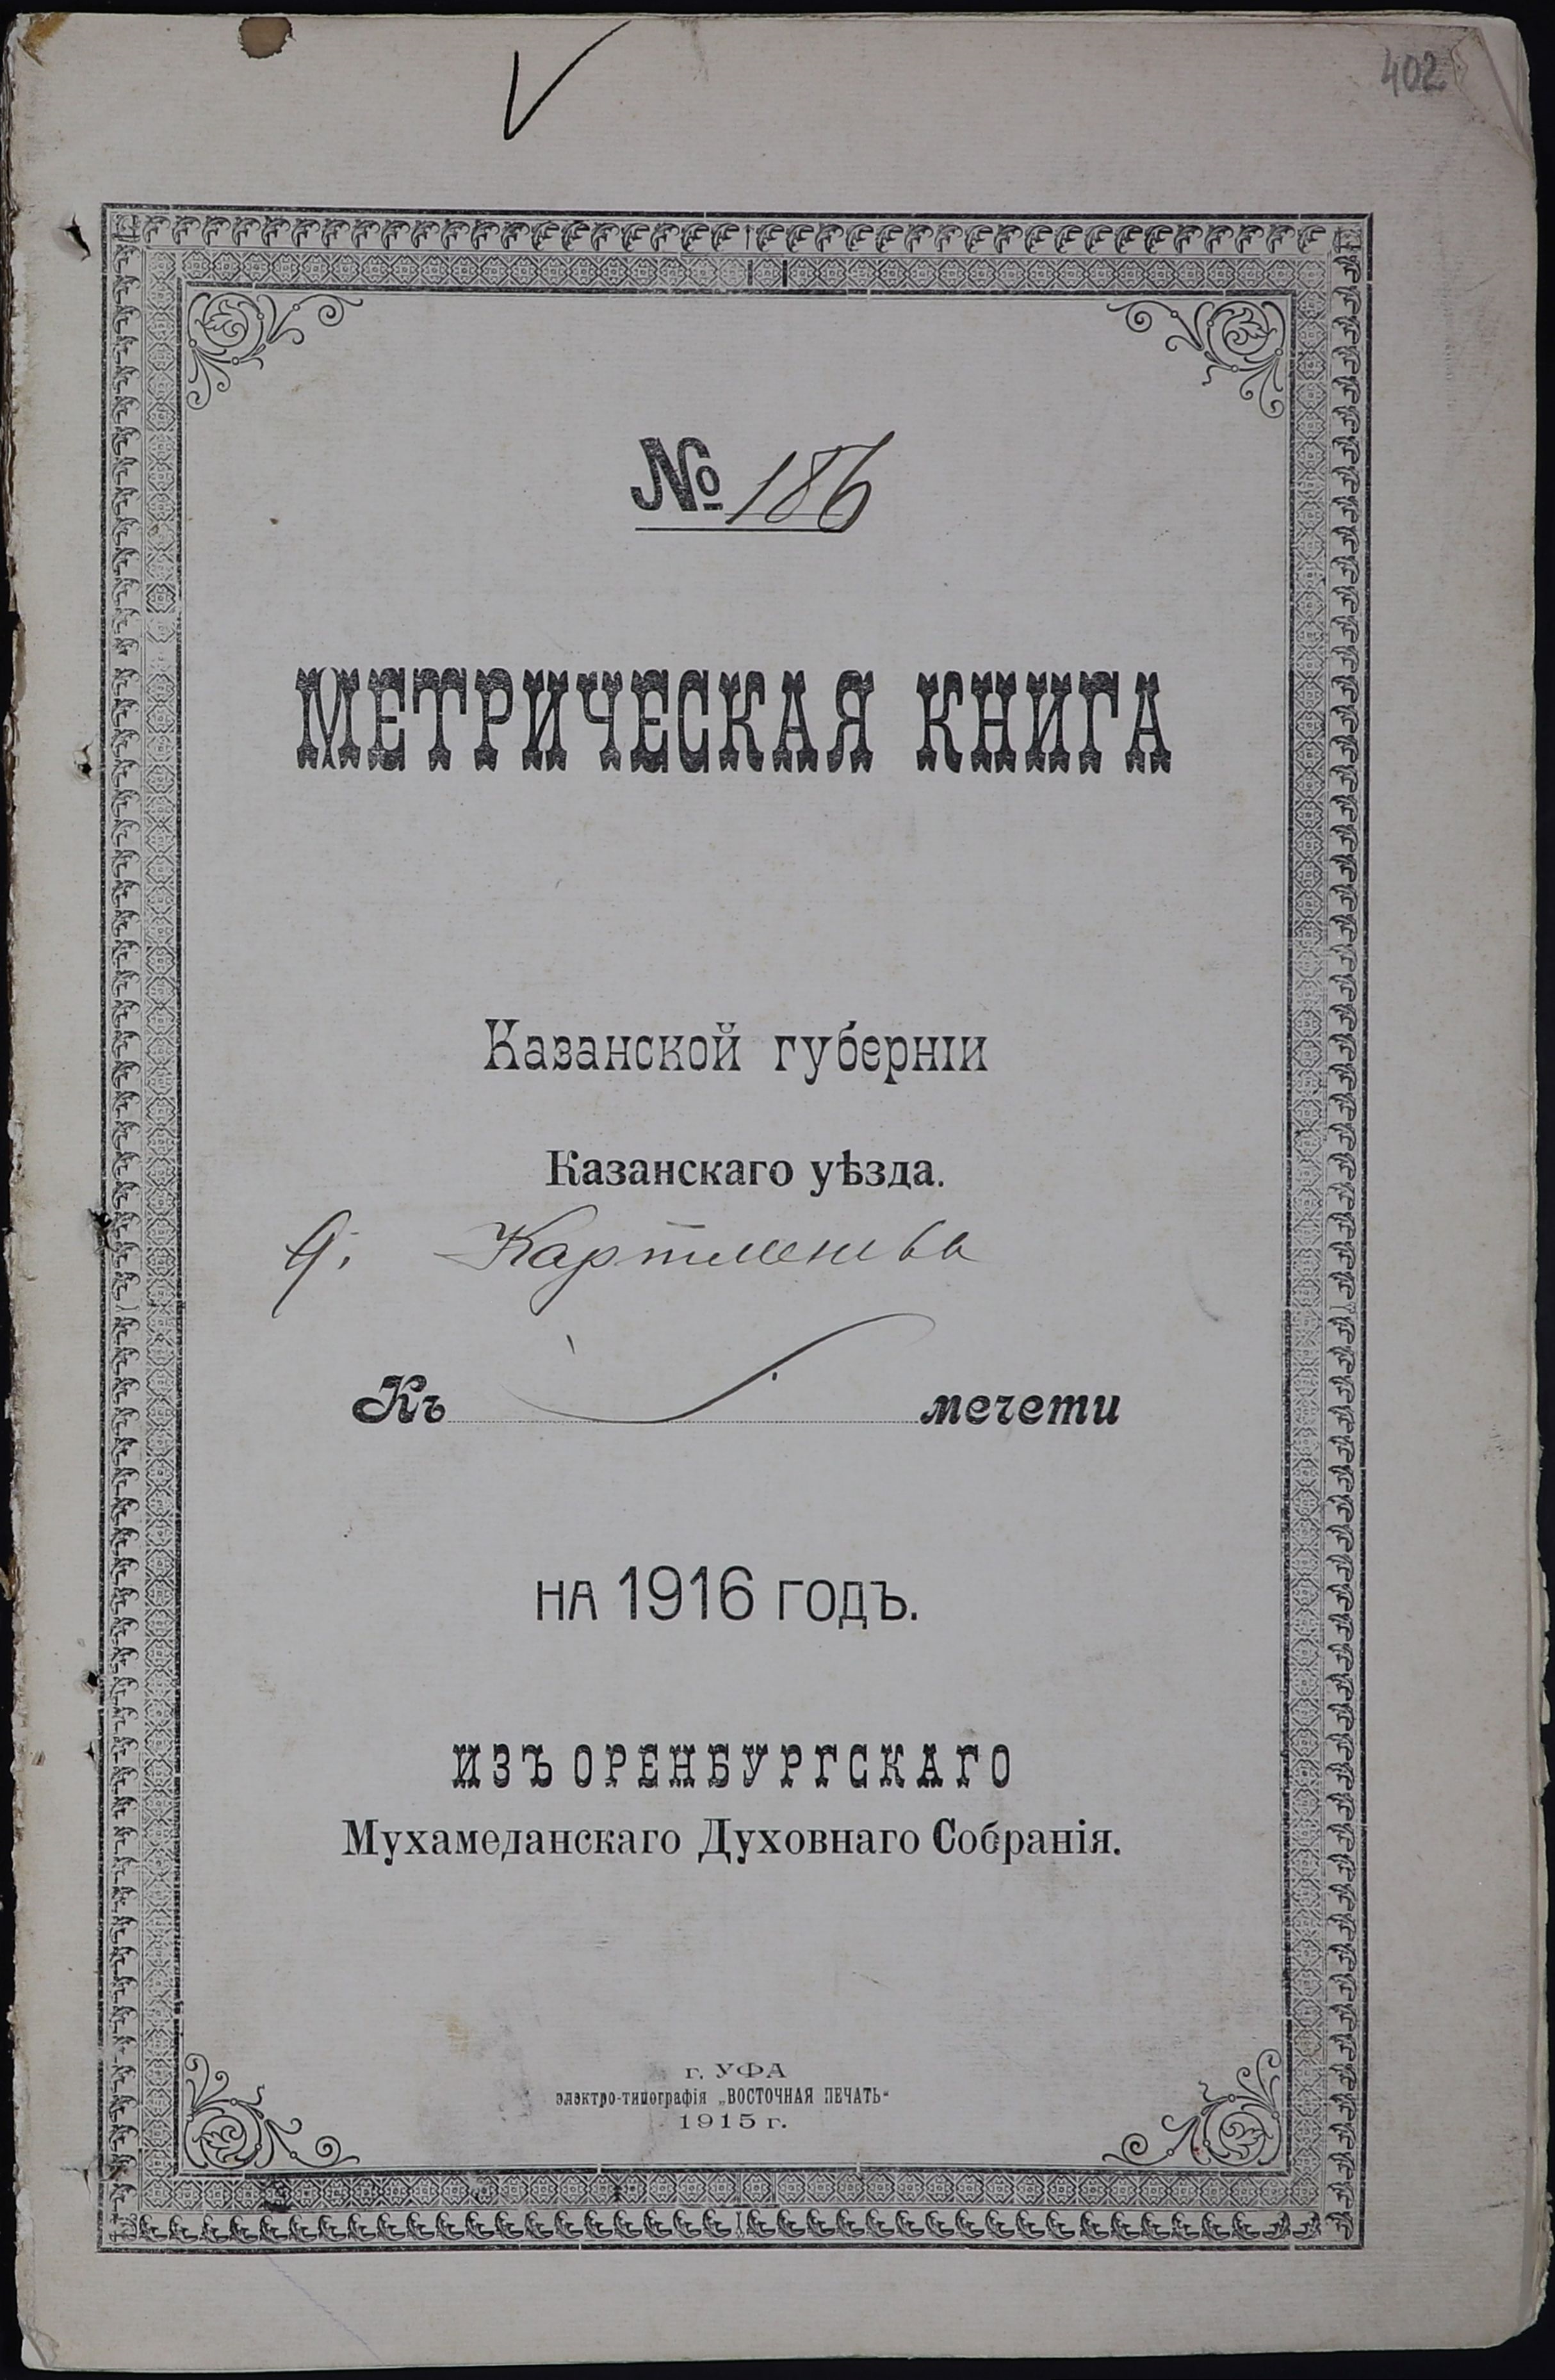 402
№ 186
МЕТРИЧЕСКАЯ КНИГА
Казанской губерніи
Казанскаго уѣзда.
д. Картмень
Къ мечети
на 1916 годъ.
ИЗЪ ОРЕНБУРГСКАГО
Мухамеданскаго Духовнаго Собранія.
г. УФА
электро-типографія „ВОСТОЧНАЯ ПЕЧАТЬ“
1915 г.